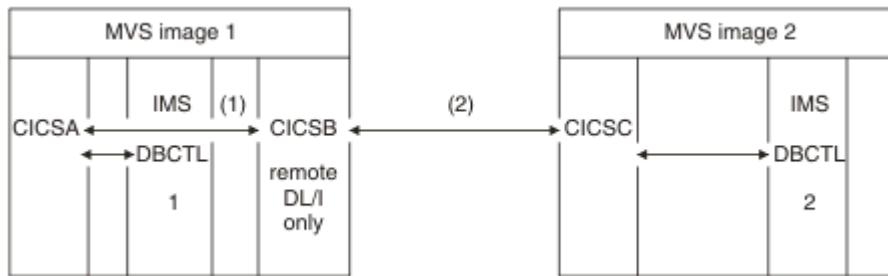 MVS image 1
MVS image 2
IMS
(1)
(2)
IMS
CICSA
CICSB
CICSC
DBCTL
DBCTL
remote
DL/I
only
1
2